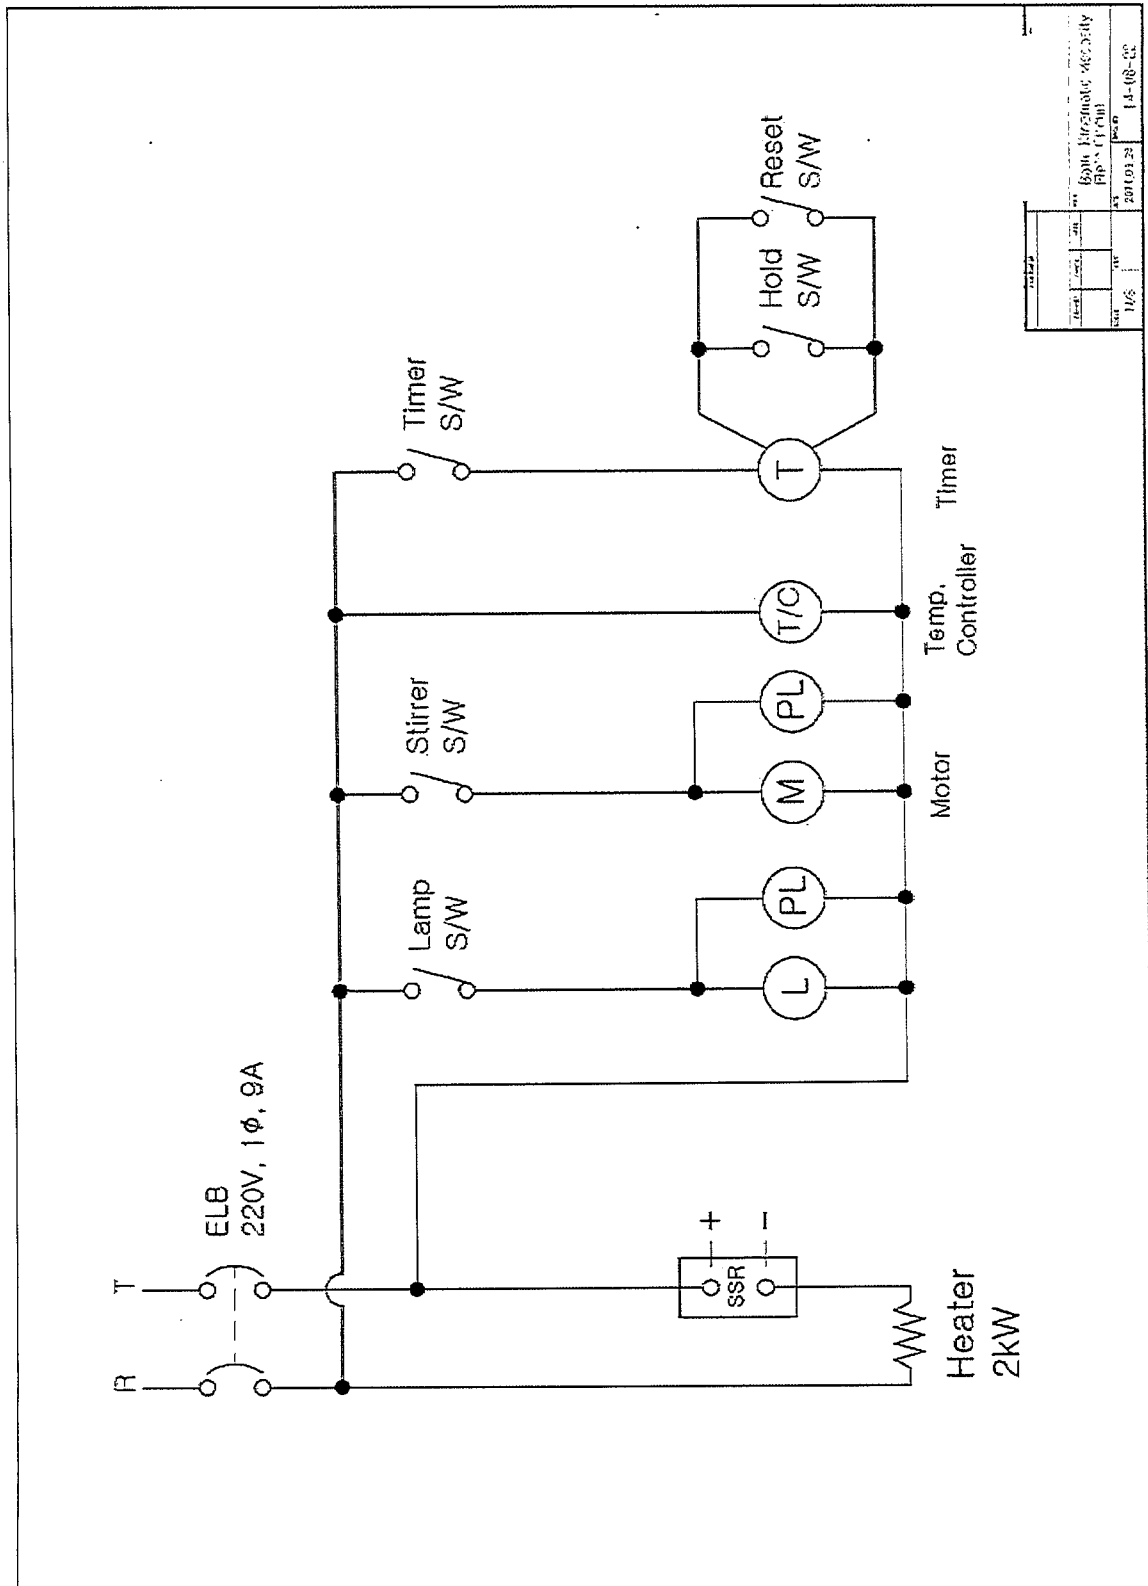 R
T
ELB
220V, 1Φ, 9A
Lamp
S/W
Stirrer
S/W
Timer
S/W
SSR
+
-
Heater
2kW
L
PL
M
PL
T/C
T
Hold
S/W
Reset
S/W
Motor
Temp.
Controller
Timer
N/S